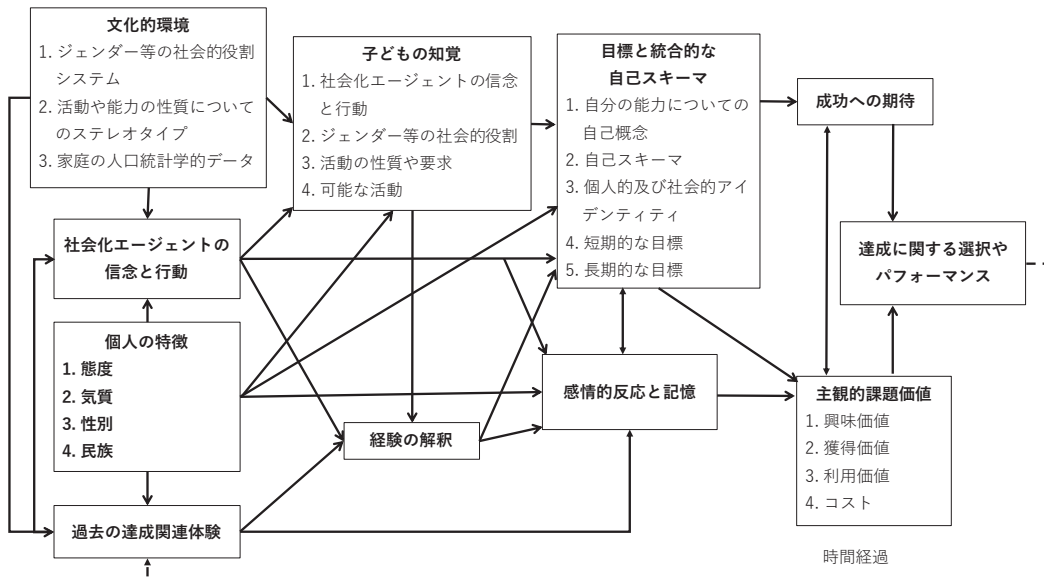 文化的環境
1. ジェンダー等の社会的役割
システム
2. 活動や能力の性質について
のステレオタイプ
3. 家庭の人口統計学的データ
社会化エージェントの
信念と行動
個人の特徴
1. 態度
2. 気質
3. 性別
4. 民族
過去の達成関連体験
子どもの知覚
1. 社会化エージェントの信念
と行動
2. ジェンダー等の社会的役割
3. 活動の性質や要求
4. 可能な活動
経験の解釈
目標と統合的な
自己スキーマ
1. 自分の能力についての
自己概念
2. 自己スキーマ
3. 個人的及び社会的アイ
デンティティ
4. 短期的な目標
5. 長期的な目標
感情的反応と記憶
成功への期待
達成に関する選択や
パフォーマンス
主観的課題価値
1. 興味価値
2. 獲得価値
3. 利用価値
4. コスト
時間経過